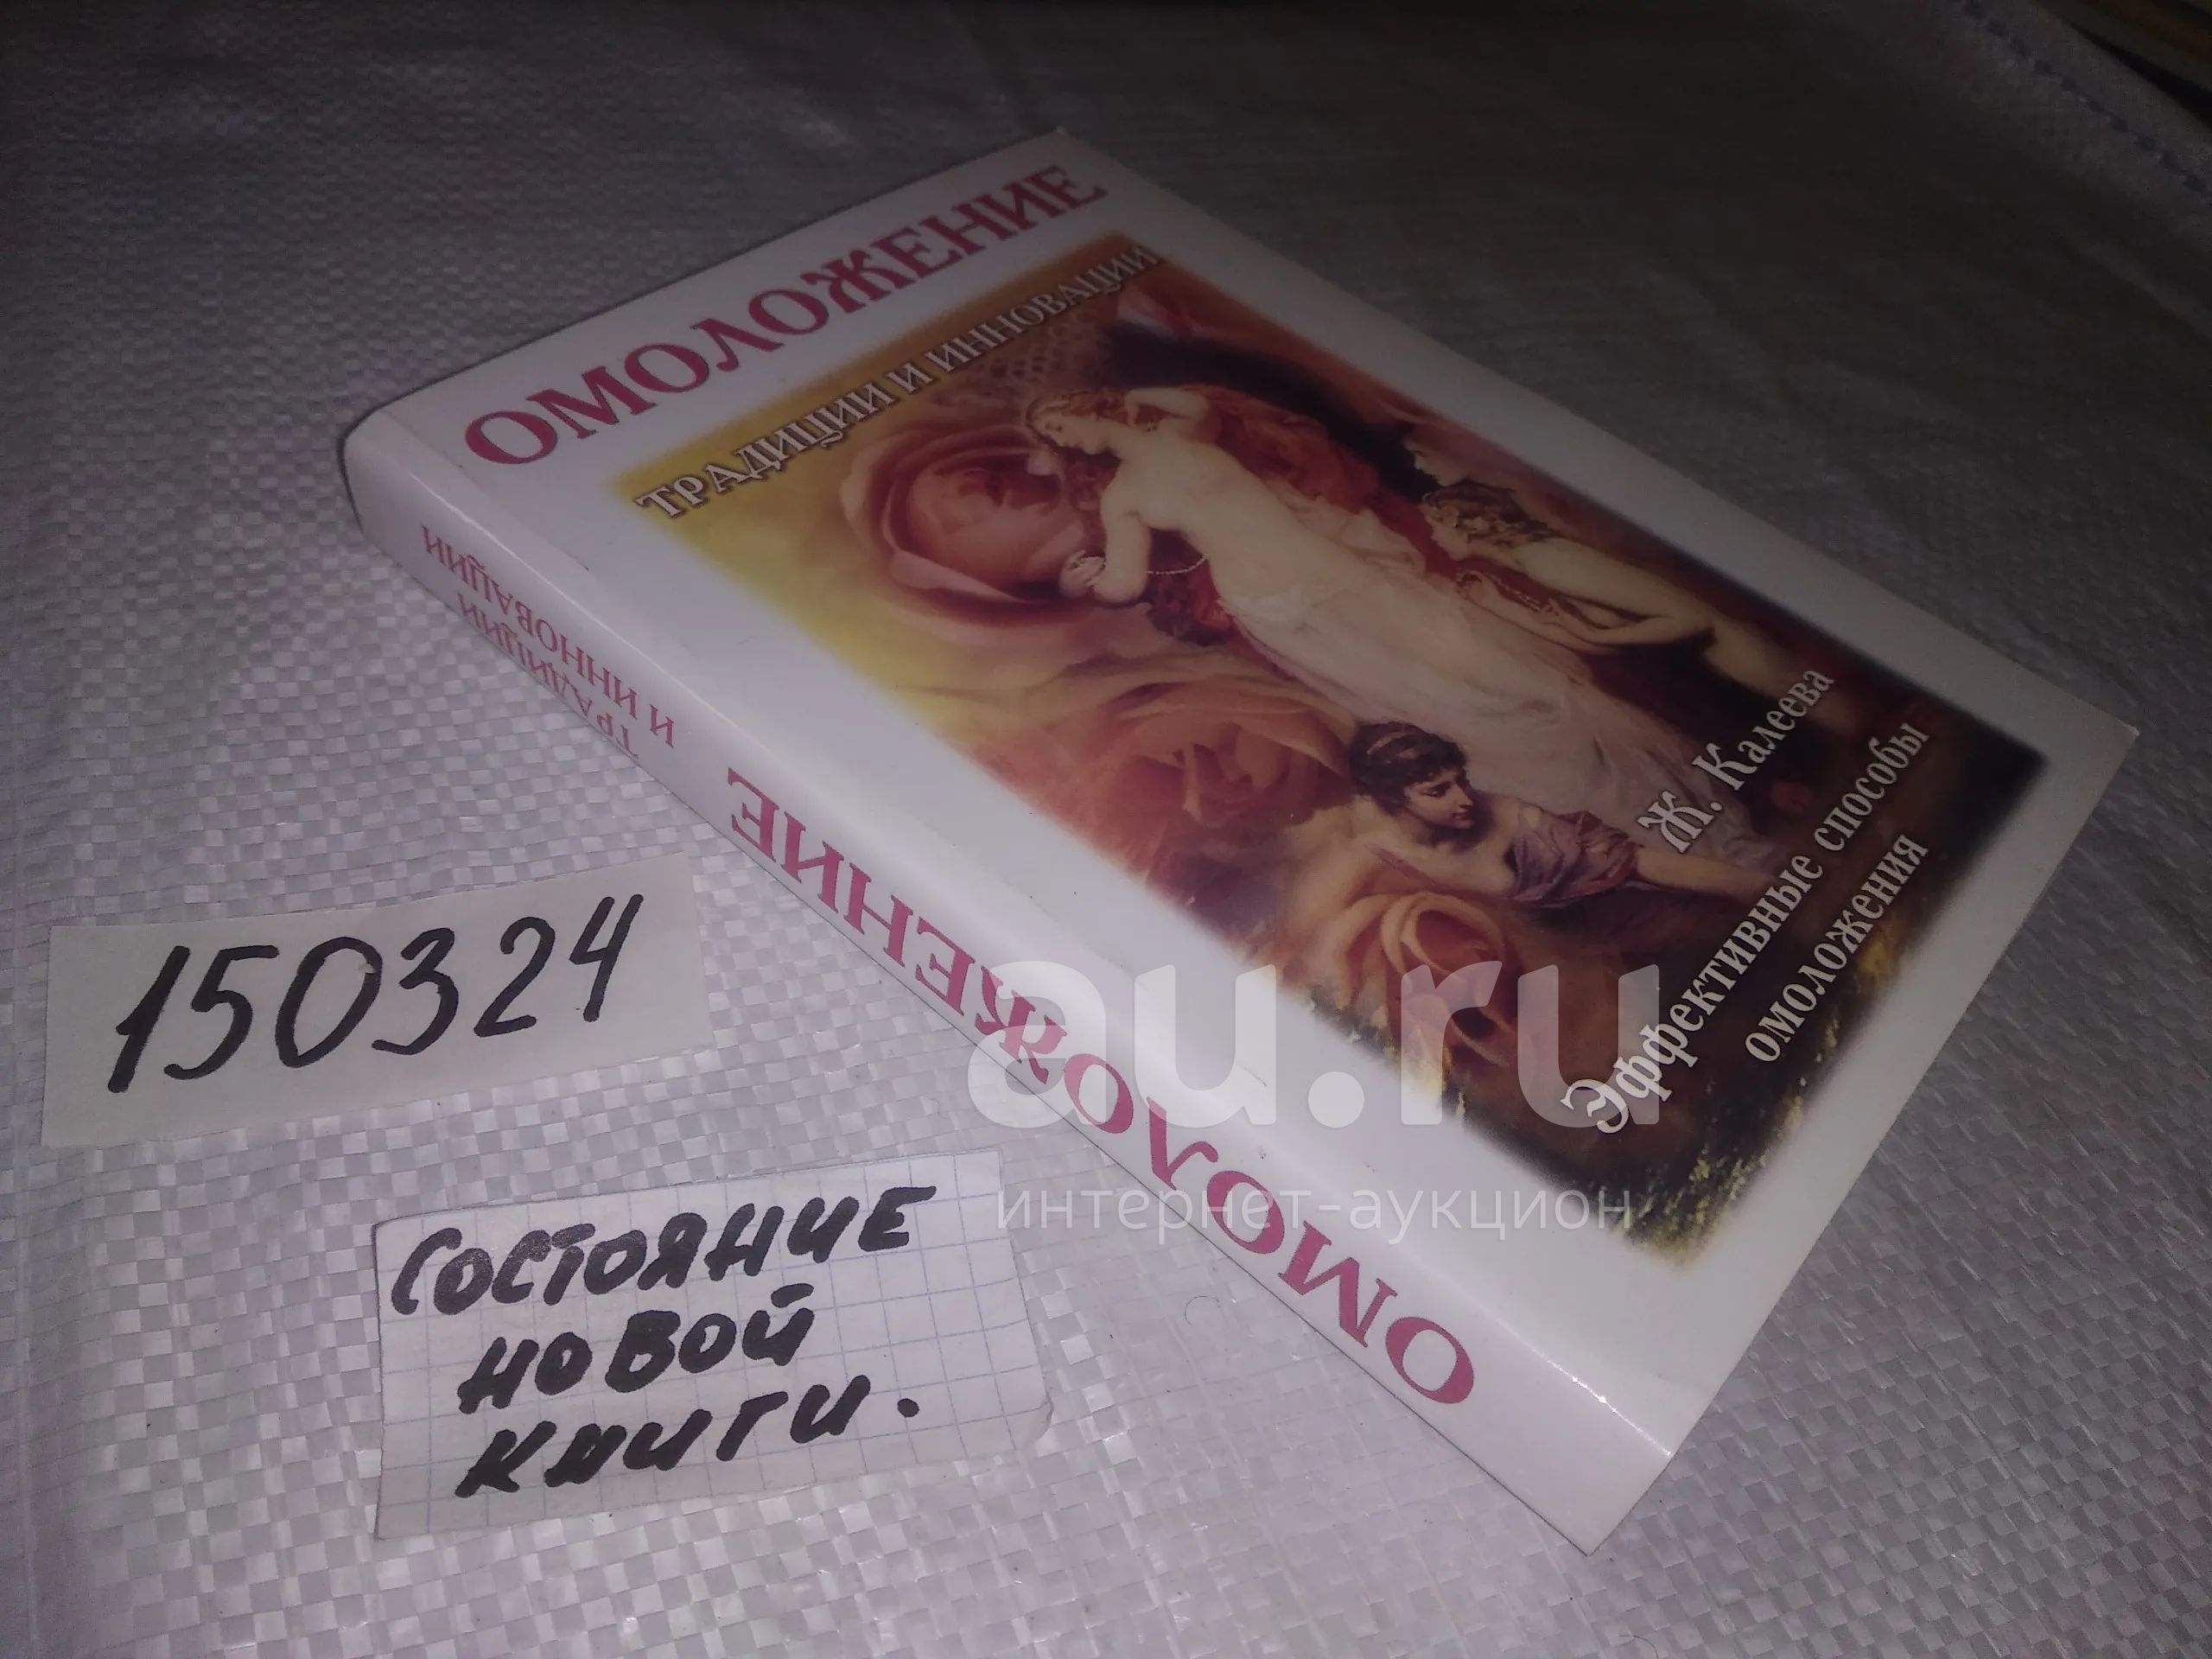 ОМОЛОЖЕНИЕ
ТРАДИЦИИ И ИННОВАЦИИ
Ж. Калеева
Эффективные способы
омоложения
ТРАДИЦИИ
И ИННОВАЦИИ
ОМОЛОЖЕНИЕ
150324
СОСТОЯНИЕ
НОВОЙ
КНИГИ.
au.ru
интернет-аукцион